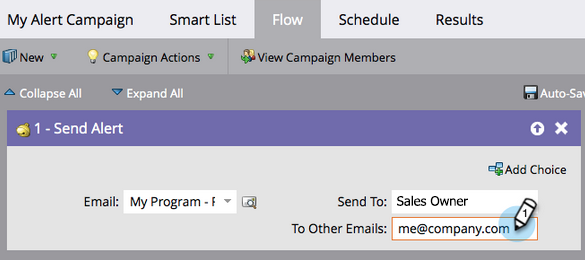 My Alert Campaign Smart List Flow Schedule Results
New Campaign Actions View Campaign Members
Collapse All Expand All Auto-Sav
1 - Send Alert
Add Choice
Email: My Program - F Send To: Sales Owner
To Other Emails: me@company.com 1